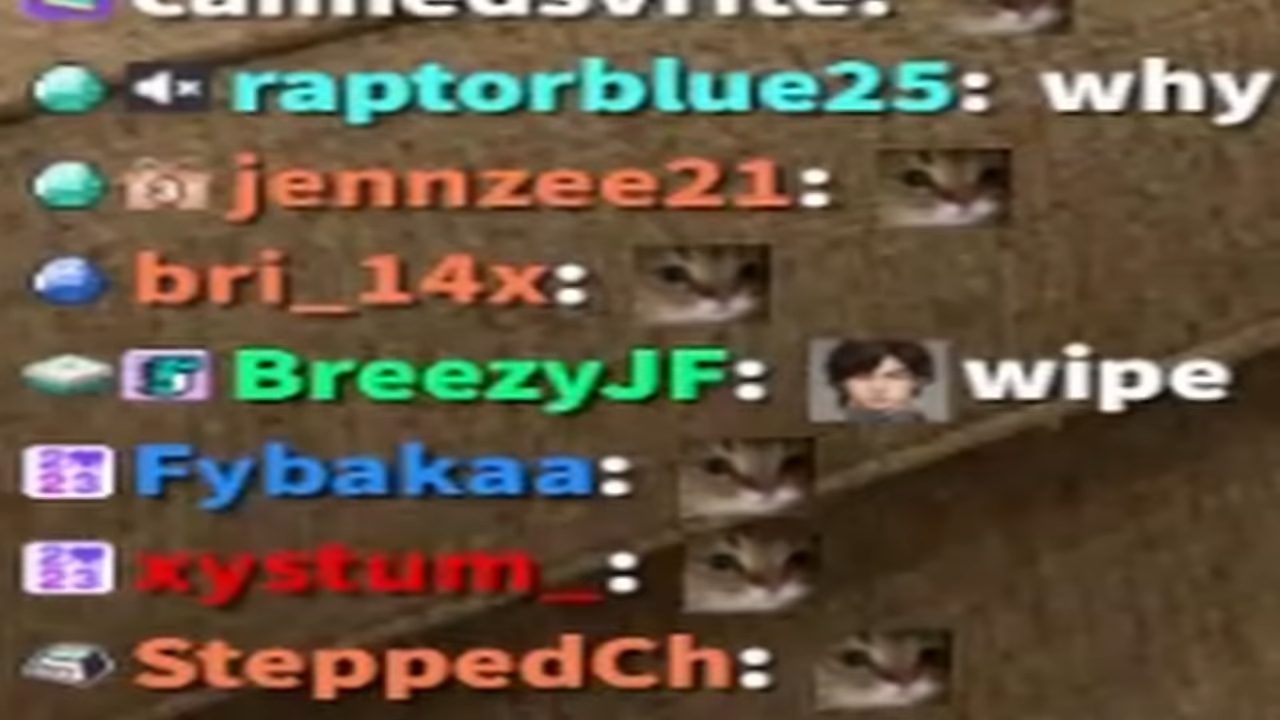 raptorblue25: why
jennzee21:
bri_14x:
BreezyJF: wipe
Fybakaa:
xystum_:
SteppedCh: